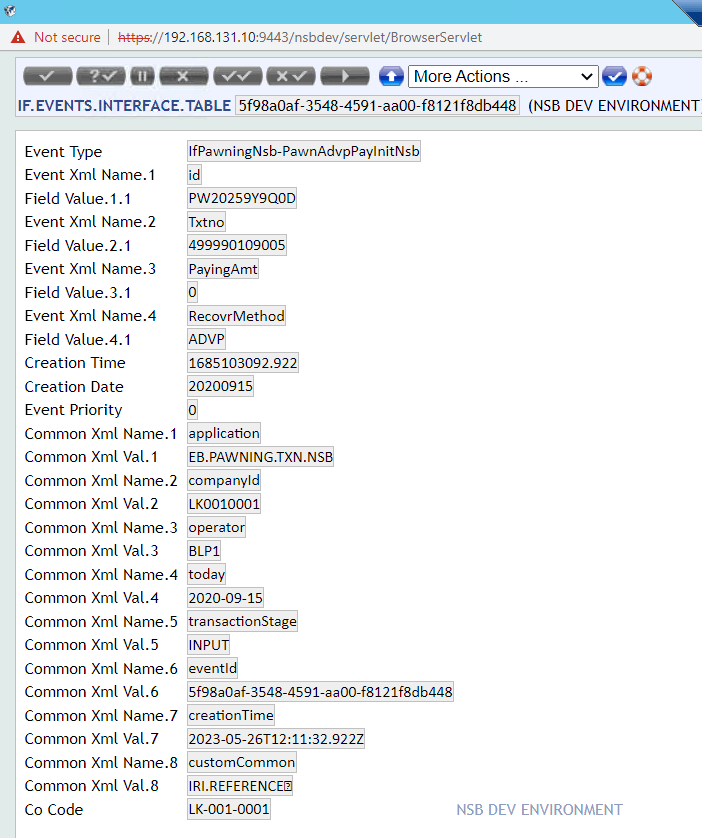 Not secure | https://192.168.131.10:9443/nsbdev/servlet/BrowserServlet
More Actions ...
IF.EVENTS.INTERFACE.TABLE 5f98a0af-3548-4591-aa00-f8121f8db448 (NSB DEV ENVIRONMENT)
Event Type IfPawningNsb-PawnAdvpPayInitNsb
Event Xml Name.1 id
Field Value.1.1 PW20259Y9Q0D
Event Xml Name.2 Txtno
Field Value.2.1 499990109005
Event Xml Name.3 PayingAmt
Field Value.3.1 0
Event Xml Name.4 RecovrMethod
Field Value.4.1 ADVP
Creation Time 1685103092.922
Creation Date 20200915
Event Priority 0
Common Xml Name.1 application
Common Xml Val.1 EB.PAWNING.TXN.NSB
Common Xml Name.2 companyId
Common Xml Val.2 LK0010001
Common Xml Name.3 operator
Common Xml Val.3 BLP1
Common Xml Name.4 today
Common Xml Val.4 2020-09-15
Common Xml Name.5 transactionStage
Common Xml Val.5 INPUT
Common Xml Name.6 eventId
Common Xml Val.6 5f98a0af-3548-4591-aa00-f8121f8db448
Common Xml Name.7 creationTime
Common Xml Val.7 2023-05-26T12:11:32.922Z
Common Xml Name.8 customCommon
Common Xml Val.8 IRI.REFERENCE
Co Code LK-001-0001 NSB DEV ENVIRONMENT